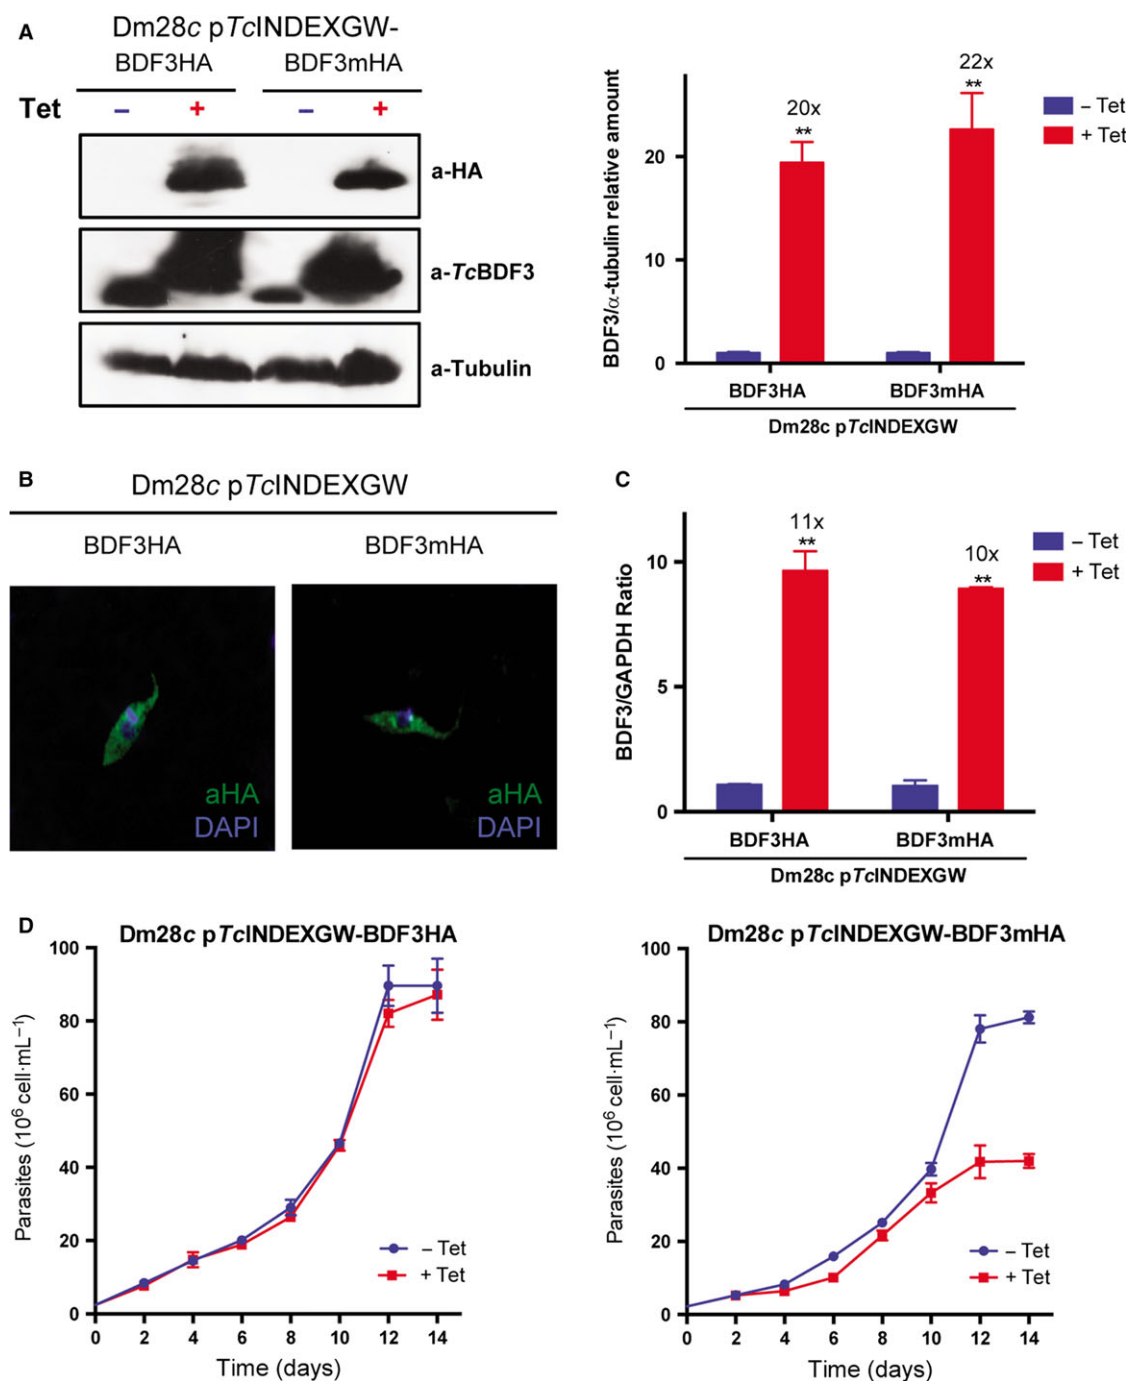 A
Dm28c pTcINDEXGW-
BDF3HA BDF3mHA
Tet − + − +
a-HA
a-TcBDF3
a-Tubulin
BDF3/α-tubulin relative amount
20
10
0
20x
**
22x
**
− Tet
+ Tet
BDF3HA BDF3mHA
Dm28c pTcINDEXGW
B
Dm28c pTcINDEXGW
BDF3HA BDF3mHA
aHA
DAPI
aHA
DAPI
C
BDF3/GAPDH Ratio
10
5
0
11x
**
10x
**
− Tet
+ Tet
BDF3HA BDF3mHA
Dm28c pTcINDEXGW
D
Dm28c pTcINDEXGW-BDF3HA
Parasites (10⁶ cell·mL⁻¹)
100
80
60
40
20
0
− Tet
+ Tet
0 2 4 6 8 10 12 14
Time (days)
Dm28c pTcINDEXGW-BDF3mHA
Parasites (10⁶ cell·mL⁻¹)
100
80
60
40
20
0
− Tet
+ Tet
0 2 4 6 8 10 12 14
Time (days)